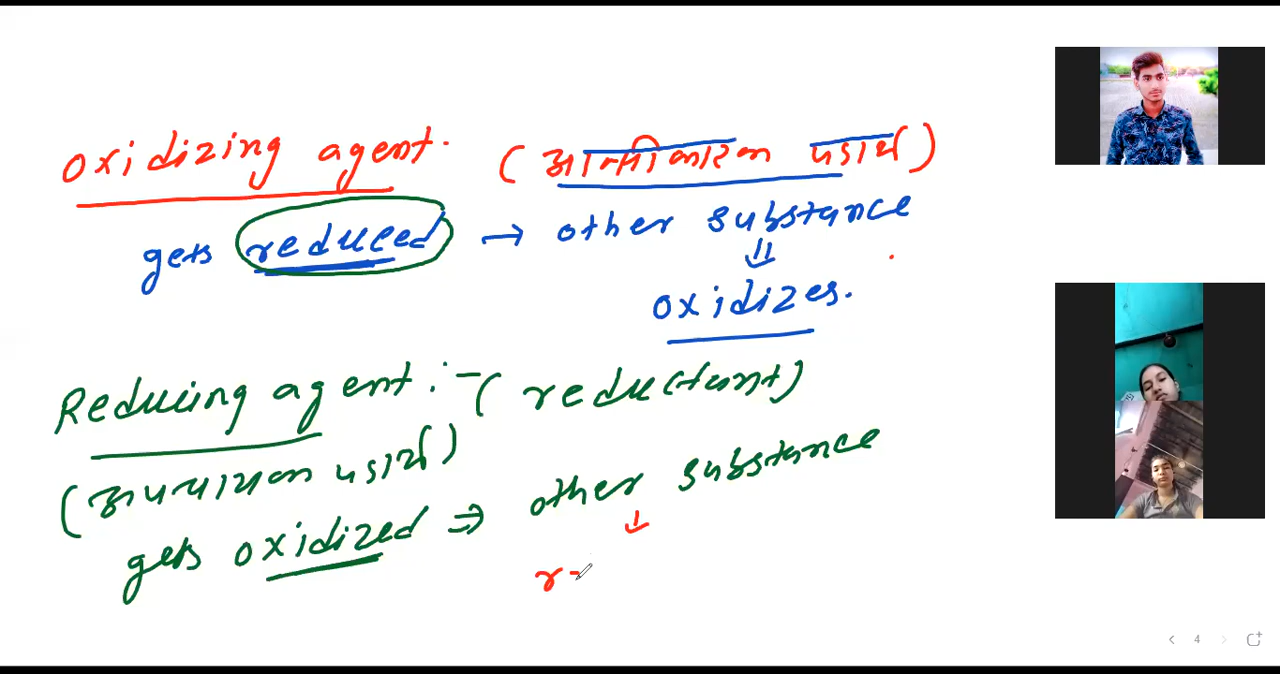 oxidizing agent. (आक्सीकारक पदार्थ)
gets reduced → other substance
⇓
oxidizes.
Reducing agent :- (reductant)
(अपचायक पदार्थ)
gets oxidized ⇒ other substance
↓
r
< 4 >